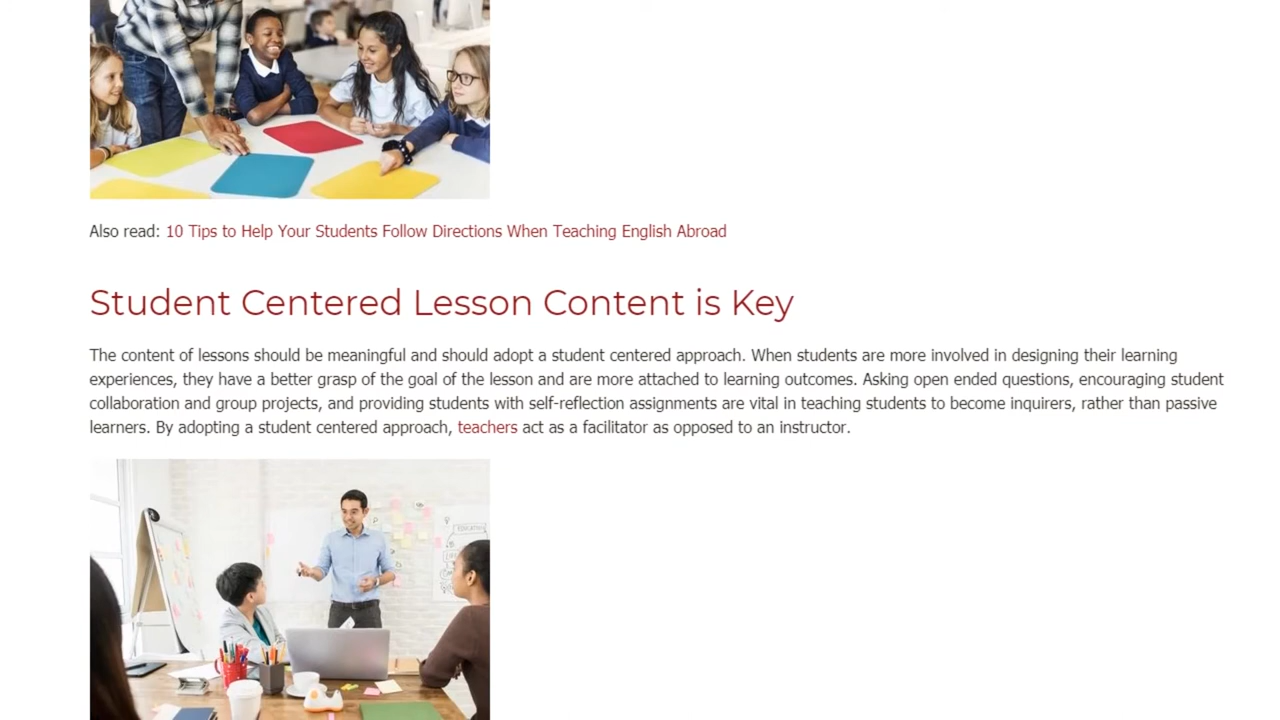 Also read: 10 Tips to Help Your Students Follow Directions When Teaching English Abroad
Student Centered Lesson Content is Key
The content of lessons should be meaningful and should adopt a student centered approach. When students are more involved in designing their learning
experiences, they have a better grasp of the goal of the lesson and are more attached to learning outcomes. Asking open ended questions, encouraging student
collaboration and group projects, and providing students with self-reflection assignments are vital in teaching students to become inquirers, rather than passive
learners. By adopting a student centered approach, teachers act as a facilitator as opposed to an instructor.